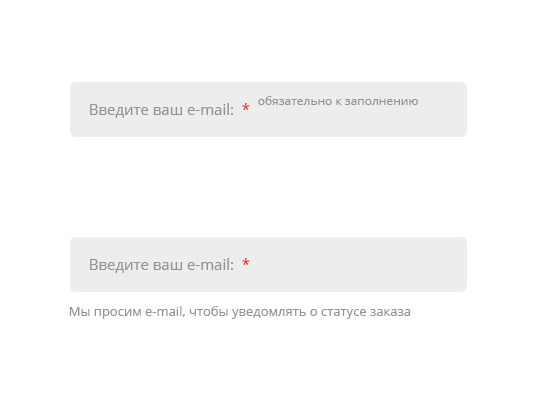 Введите ваш e-mail: * обязательно к заполнению
Введите ваш e-mail: *
Мы просим e-mail, чтобы уведомлять о статусе заказа